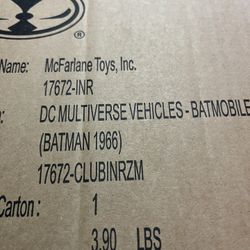 ®
Name: McFarlane Toys, Inc.
17672-INR
: DC MULTIVERSE VEHICLES - BATMOBILE
(BATMAN 1966)
17672-CLUBINRZM
Carton : 1
3.90 LBS